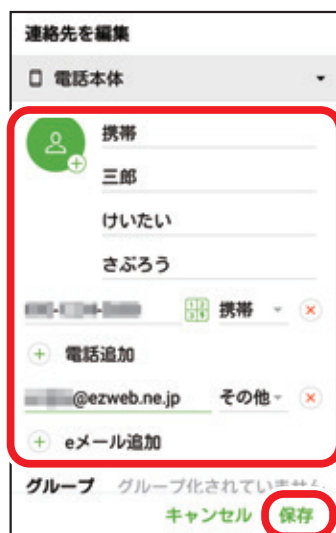 連絡先を編集
電話本体
携帯
三郎
けいたい
さぶろう
携帯
電話追加
@ezweb.ne.jp その他
eメール追加
グループ グループ化されていません
キャンセル 保存